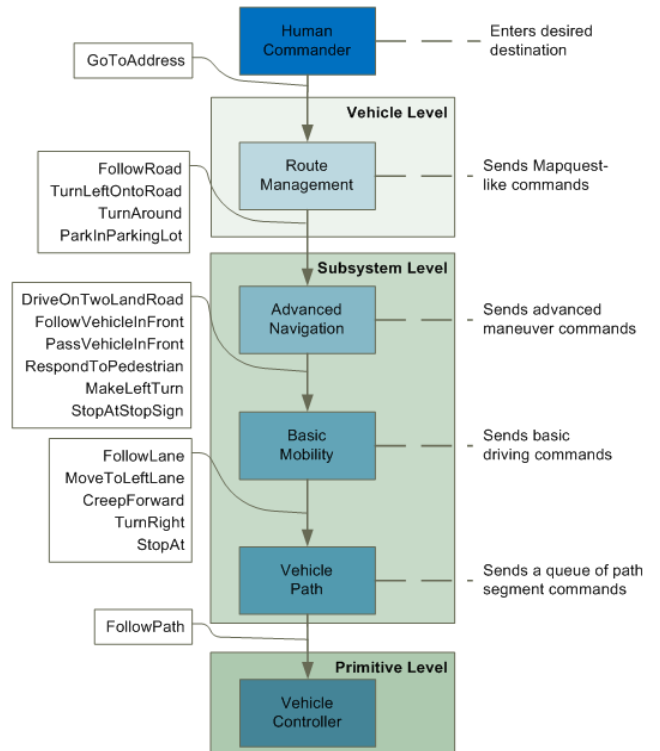 Human
Commander
Enters desired
destination
GoToAddress
Vehicle Level
Route
Management
Sends Mapquest-
like commands
FollowRoad
TurnLeftOntoRoad
TurnAround
ParkInParkingLot
Subsystem Level
Advanced
Navigation
Sends advanced
maneuver commands
DriveOnTwoLandRoad
FollowVehicleInFront
PassVehicleInFront
RespondToPedestrian
MakeLeftTurn
StopAtStopSign
Basic
Mobility
Sends basic
driving commands
FollowLane
MoveToLeftLane
CreepForward
TurnRight
StopAt
Vehicle
Path
Sends a queue of path
segment commands
FollowPath
Primitive Level
Vehicle
Controller